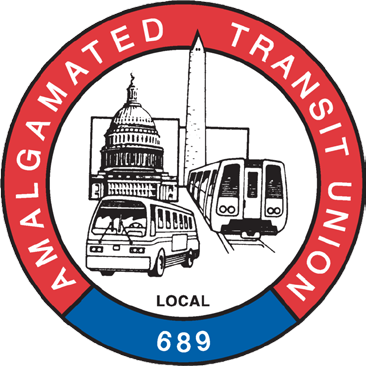 AMALGAMATED TRANSIT UNION
LOCAL
689